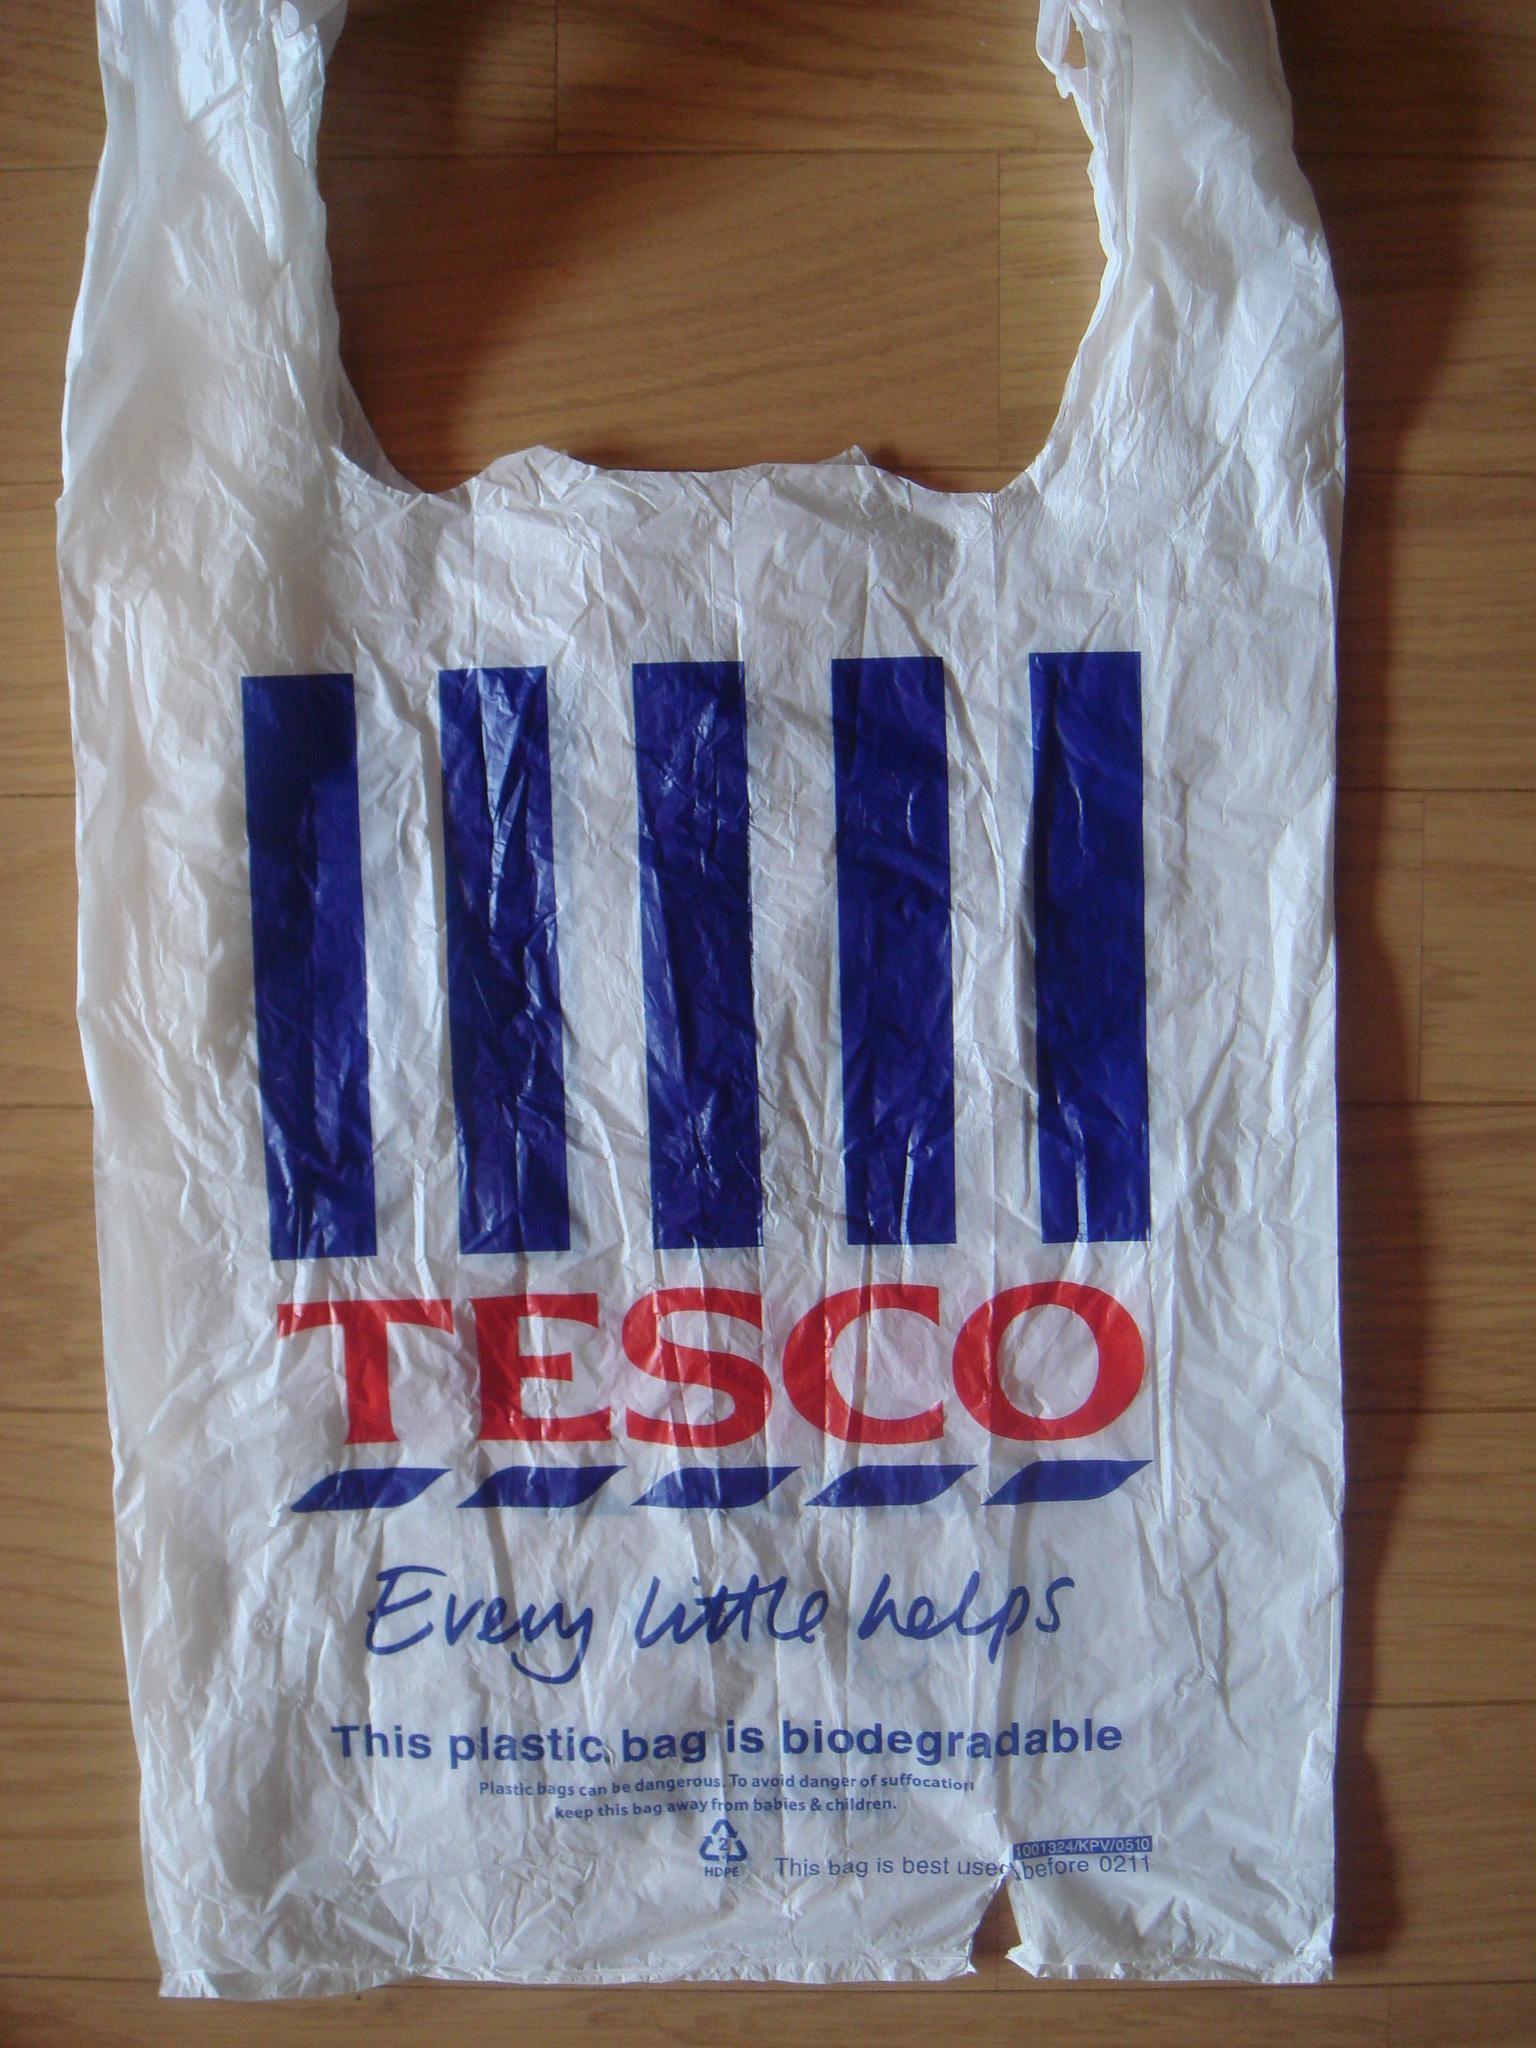 TESCO
Every little helps
This plastic bag is biodegradable
Plastic bags can be dangerous. To avoid danger of suffocation
keep this bag away from babies & children.
2
HDPE
1001324/KPV/0510
This bag is best used before 0211